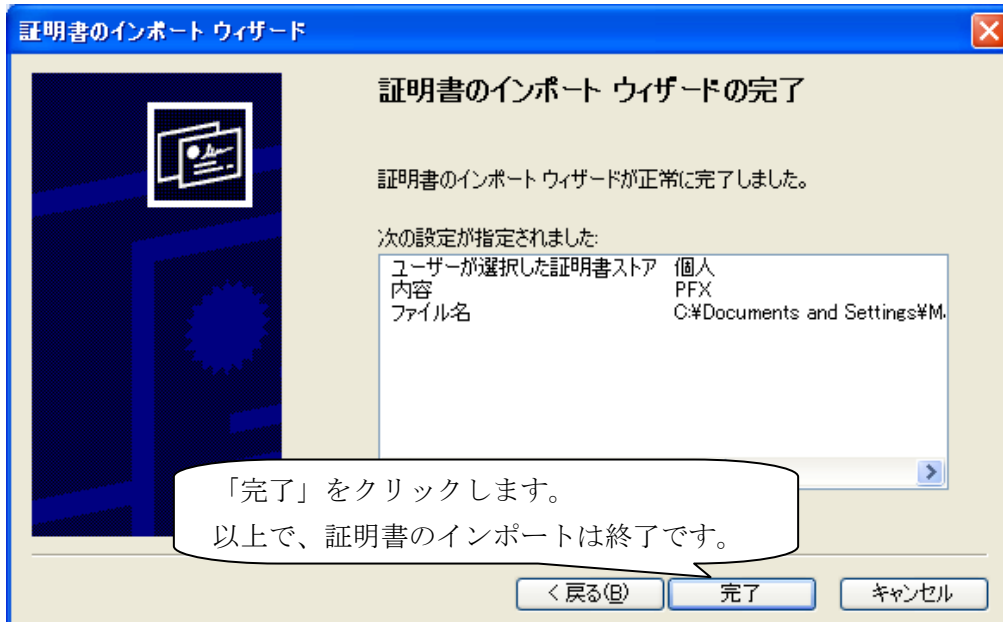 証明書のインポート ウィザード
証明書のインポート ウィザードの完了
証明書のインポート ウィザードが正常に完了しました。
次の設定が指定されました:
ユーザーが選択した証明書ストア 個人
内容 PFX
ファイル名 C:¥Documents and Settings¥M
「完了」をクリックします。
以上で、証明書のインポートは終了です。
< 戻る(B) 完了 キャンセル